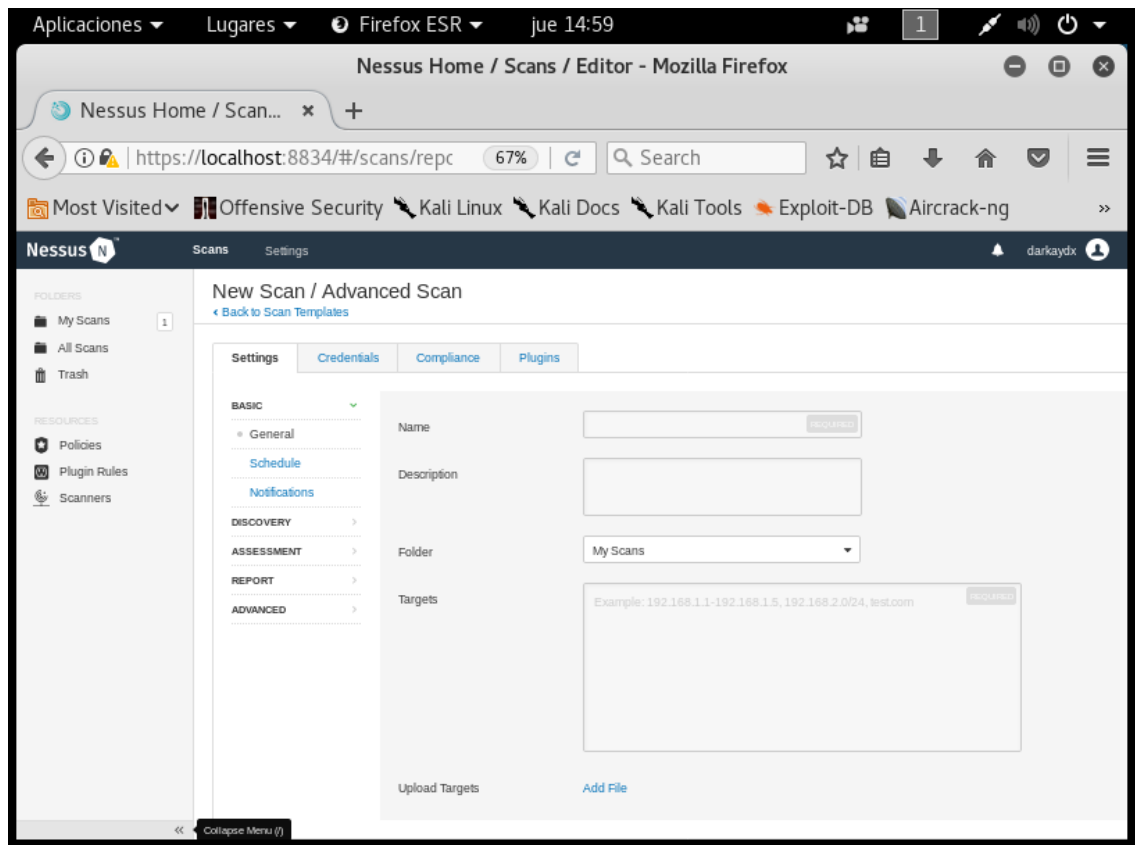 Aplicaciones Lugares Firefox ESR jue 14:59 1
Nessus Home / Scans / Editor - Mozilla Firefox
Nessus Home / Scan...
https://localhost:8834/#/scans/repo 67% Search
Most Visited Offensive Security Kali Linux Kali Docs Kali Tools Exploit-DB Aircrack-ng »
Nessus N Scans Settings darkaydx
FOLDERS
My Scans 1
All Scans
Trash
RESOURCES
Policies
Plugin Rules
Scanners
New Scan / Advanced Scan
‹ Back to Scan Templates
Settings Credentials Compliance Plugins
BASIC
General
Schedule
Notifications
DISCOVERY
ASSESSMENT
REPORT
ADVANCED
Name REQUIRED
Description
Folder My Scans
Targets Example: 192.168.1.1-192.168.1.5, 192.168.2.0/24, test.com REQUIRED
Upload Targets Add File
« Collapse Menu (/)